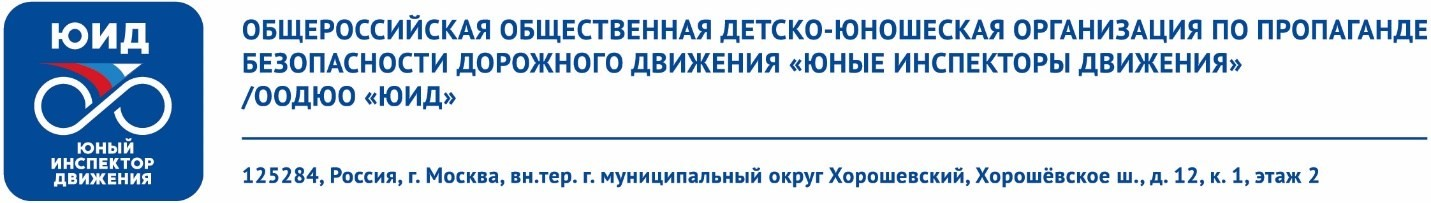 ЮИД
ЮНЫЙ
ИНСПЕКТОР
ДВИЖЕНИЯ
ОБЩЕРОССИЙСКАЯ ОБЩЕСТВЕННАЯ ДЕТСКО-ЮНОШЕСКАЯ ОРГАНИЗАЦИЯ ПО ПРОПАГАНДЕ
БЕЗОПАСНОСТИ ДОРОЖНОГО ДВИЖЕНИЯ «ЮНЫЕ ИНСПЕКТОРЫ ДВИЖЕНИЯ»
/ООДЮО «ЮИД»
125284, Россия, г. Москва, вн.тер. г. муниципальный округ Хорошевский, Хорошёвское ш., д. 12, к. 1, этаж 2